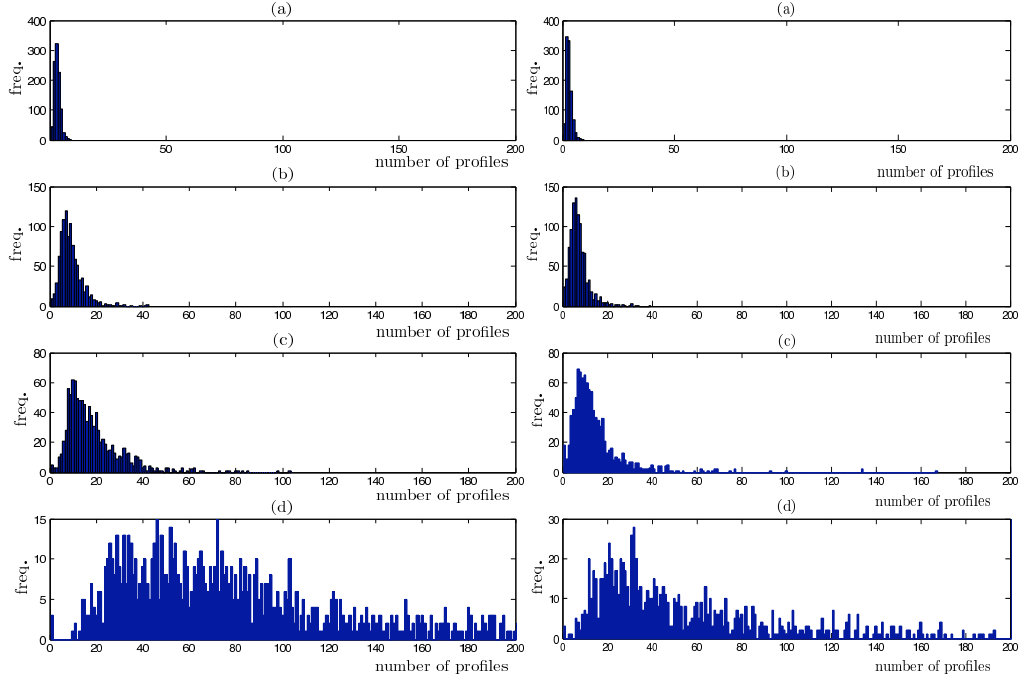 (a) (a)
400 400
300 300
freq. freq.
200 200
100 100
0 0
50 100 150 200 0 50 100 150 200
number of profiles number of profiles
(b) (b)
150 150
100 100
freq. freq.
50 50
0 0
0 20 40 60 80 100 120 140 160 180 200 0 20 40 60 80 100 120 140 160 180 200
number of profiles number of profiles
(c) (c)
80 80
60 60
freq. freq.
40 40
20 20
0 0
0 20 40 60 80 100 120 140 160 180 200 0 20 40 60 80 100 120 140 160 180 200
number of profiles number of profiles
(d) (d)
15 30
10 20
freq. freq.
5 10
0 0
0 20 40 60 80 100 120 140 160 180 200 0 20 40 60 80 100 120 140 160 180 200
number of profiles number of profiles